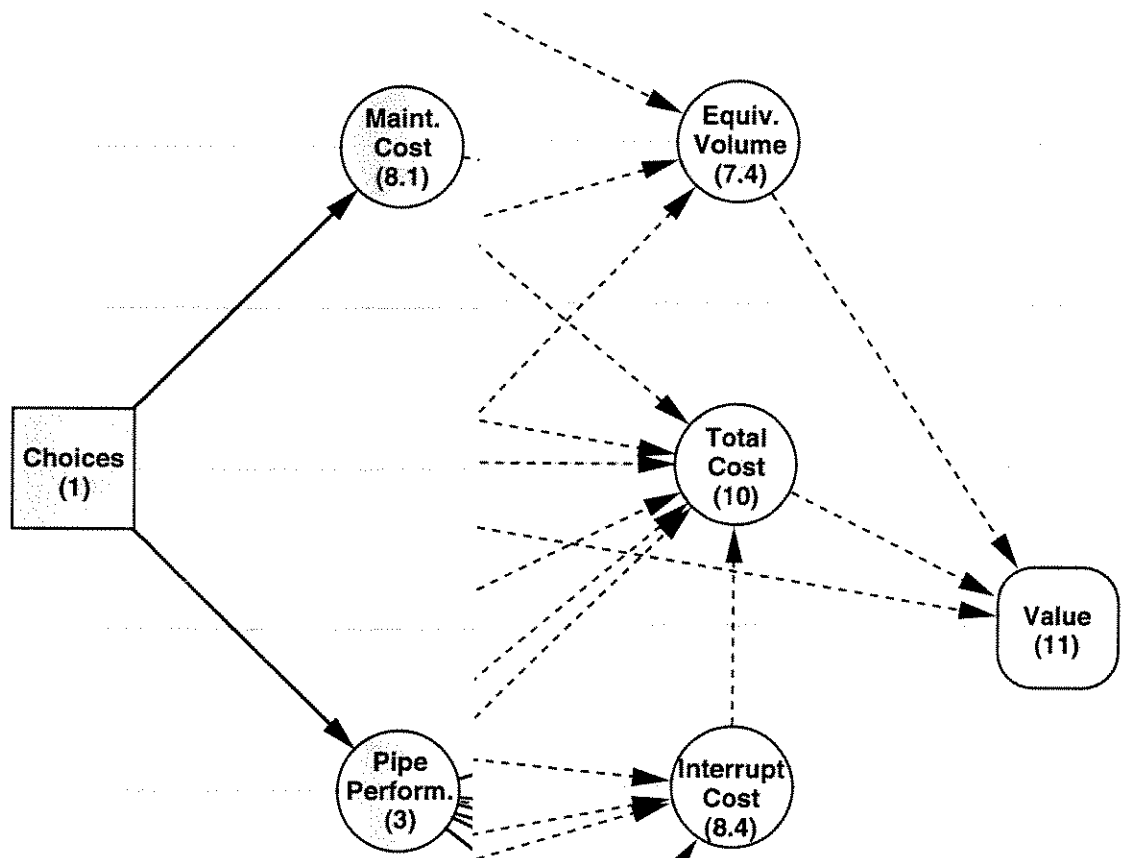 Maint.
Cost
(8.1)
Equiv.
Volume
(7.4)
Choices
(1)
Total
Cost
(10)
Value
(11)
Pipe
Perform.
(3)
Interrupt
Cost
(8.4)